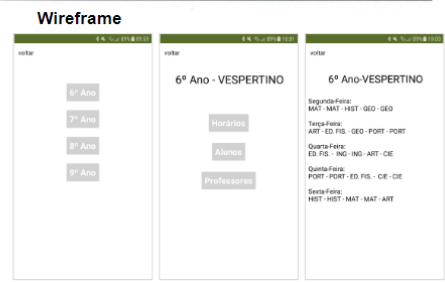 Wireframe
voltar
6º Ano
7º Ano
8º Ano
9º Ano
voltar
6º Ano - VESPERTINO
Horários
Alunos
Professores
voltar
6º Ano-VESPERTINO
Segunda-Feira:
MAT - MAT - HIST - GEO - GEO
Terça-Feira:
ART - ED. FIS. - GEO - PORT - PORT
Quarta-Feira:
ED. FIS. - ING - ING - ART - CIE
Quinta-Feira:
PORT - PORT - ED. FIS. - CIE - CIE
Sexta-Feira:
HIST - HIST - MAT - MAT - ART